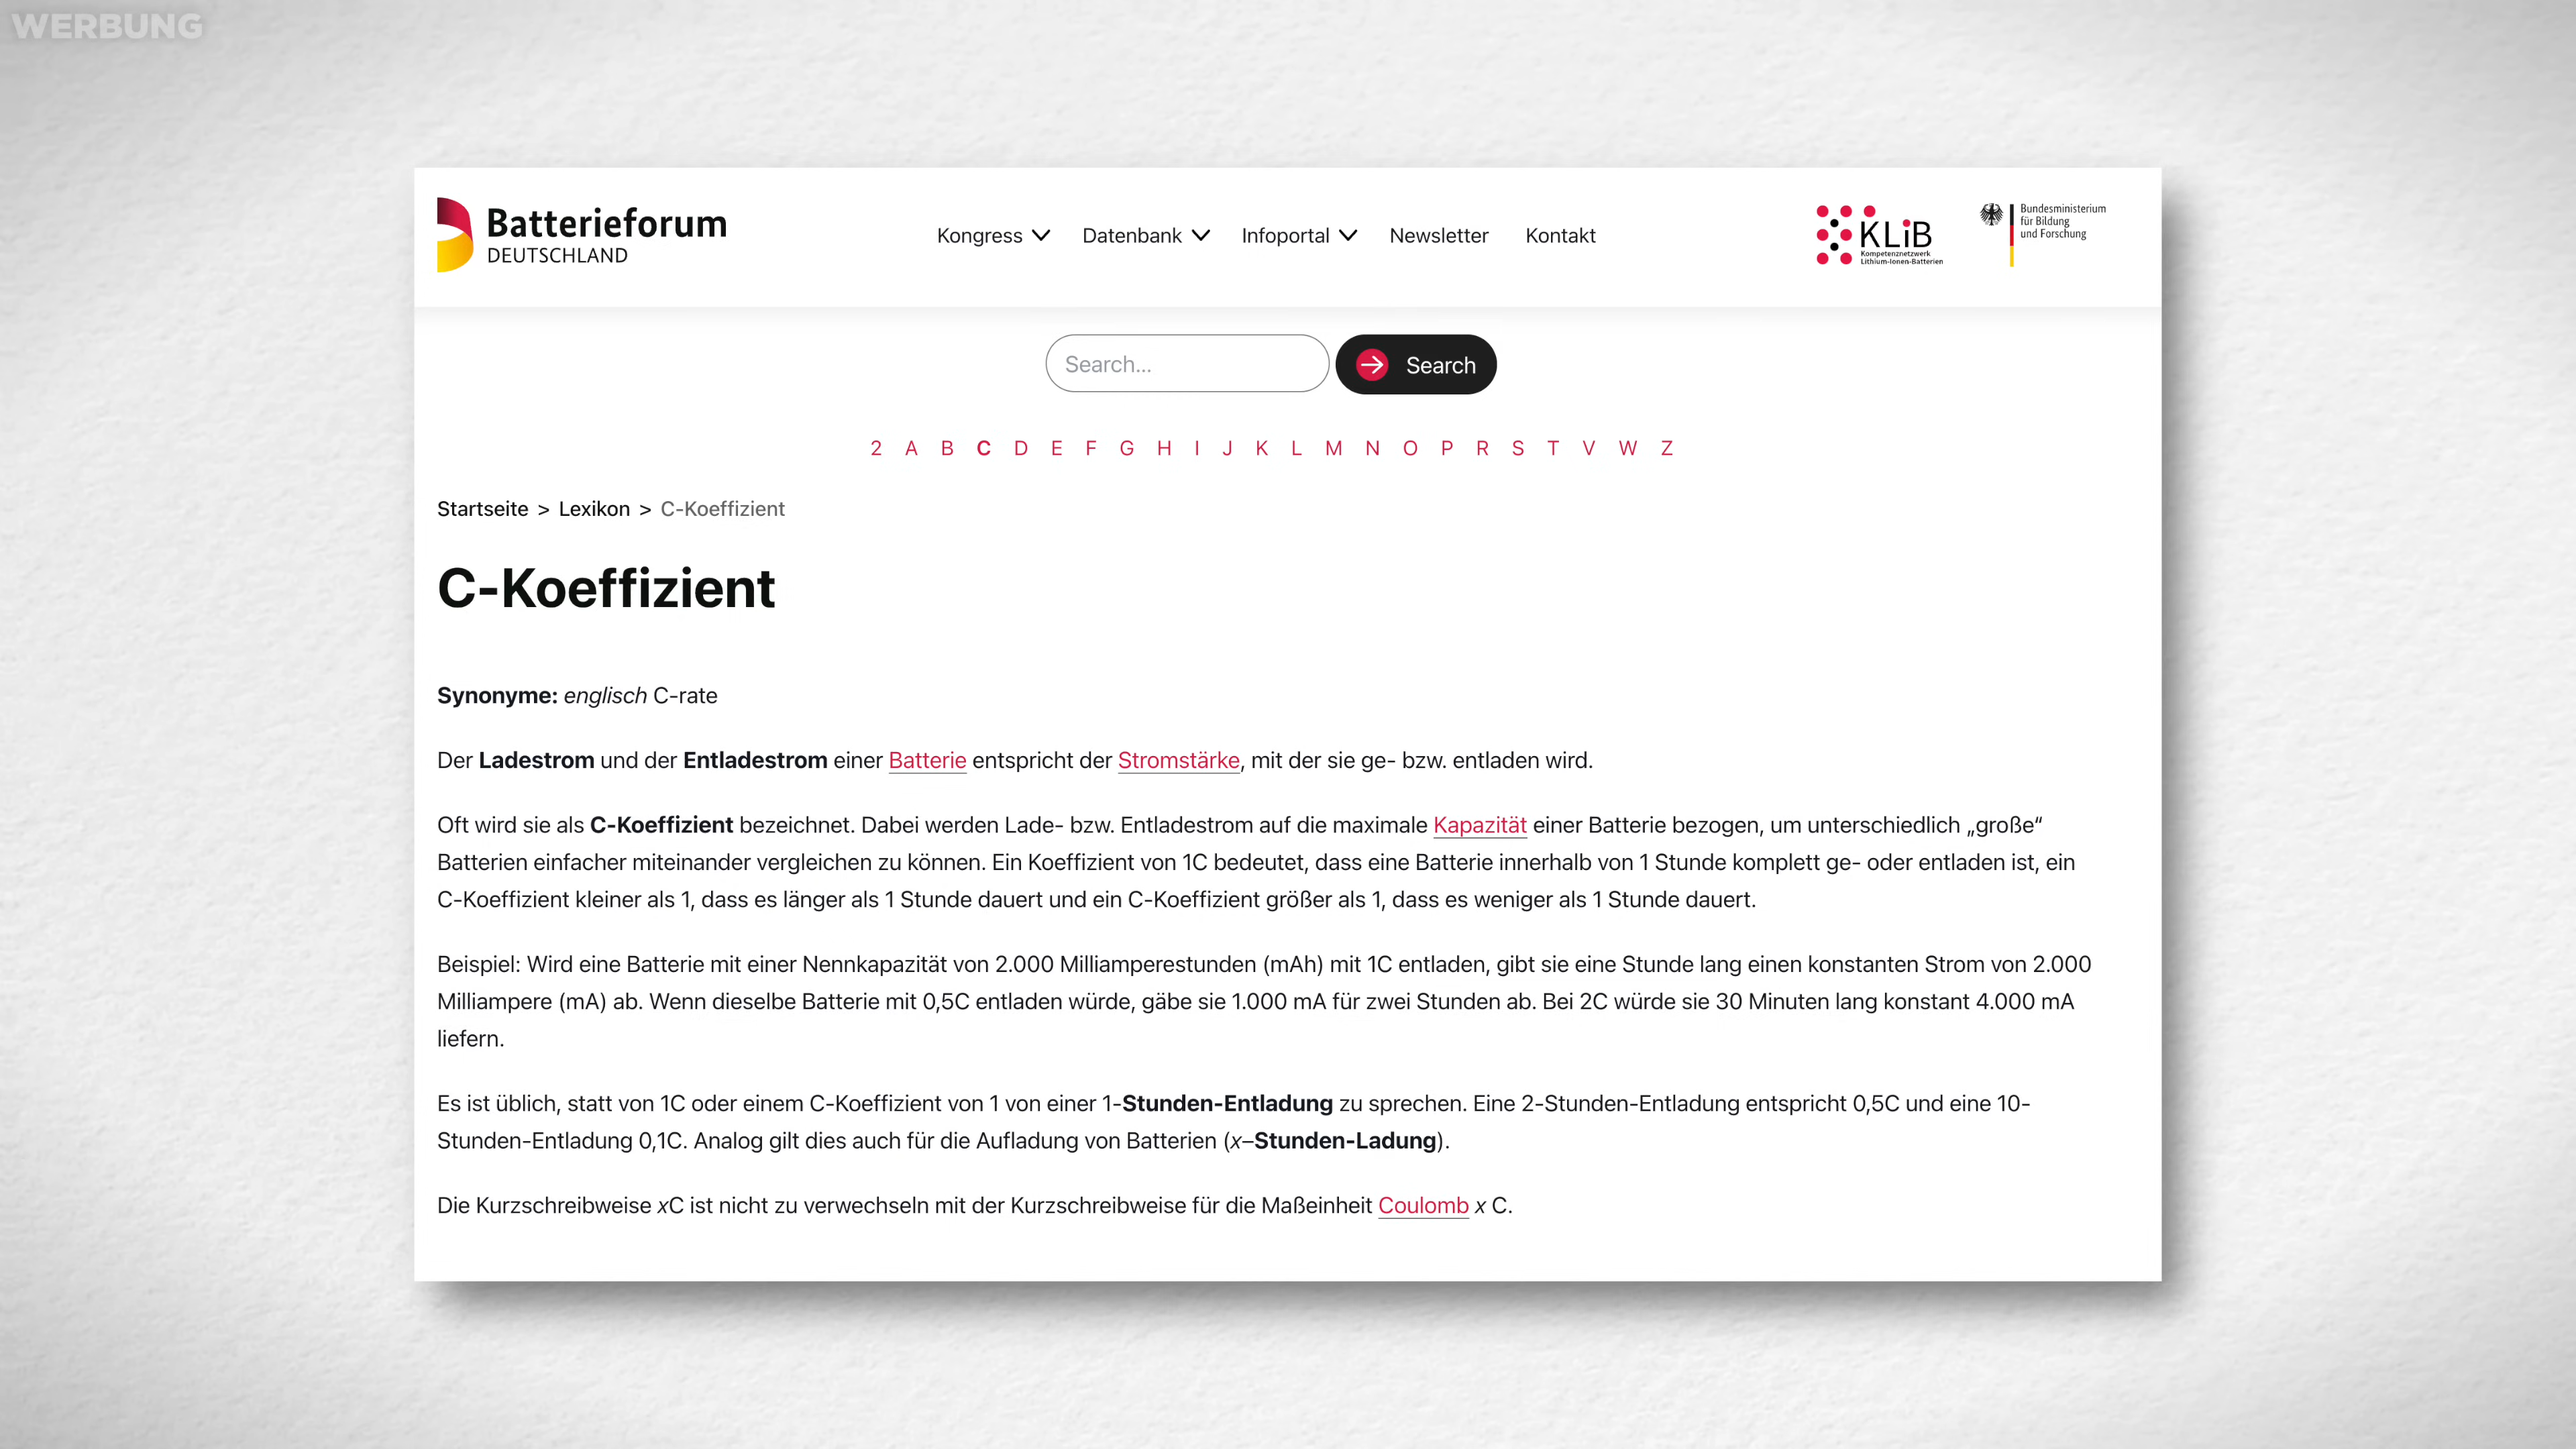 WERBUNG
Batterieforum
DEUTSCHLAND
Kongress
Datenbank
Infoportal
Newsletter
Kontakt
KLiB
Kompetenznetzwerk
Lithium-Ionen-Batterien
Bundesministerium
für Bildung
und Forschung
Search...
Search
2 A B C D E F G H I J K L M N O P R S T V W Z
Startseite > Lexikon > C-Koeffizient
C-Koeffizient
Synonyme: englisch C-rate
Der Ladestrom und der Entladestrom einer Batterie entspricht der Stromstärke, mit der sie ge- bzw. entladen wird.
Oft wird sie als C-Koeffizient bezeichnet. Dabei werden Lade- bzw. Entladestrom auf die maximale Kapazität einer Batterie bezogen, um unterschiedlich „große“
Batterien einfacher miteinander vergleichen zu können. Ein Koeffizient von 1C bedeutet, dass eine Batterie innerhalb von 1 Stunde komplett ge- oder entladen ist, ein
C-Koeffizient kleiner als 1, dass es länger als 1 Stunde dauert und ein C-Koeffizient größer als 1, dass es weniger als 1 Stunde dauert.
Beispiel: Wird eine Batterie mit einer Nennkapazität von 2.000 Milliamperestunden (mAh) mit 1C entladen, gibt sie eine Stunde lang einen konstanten Strom von 2.000
Milliampere (mA) ab. Wenn dieselbe Batterie mit 0,5C entladen würde, gäbe sie 1.000 mA für zwei Stunden ab. Bei 2C würde sie 30 Minuten lang konstant 4.000 mA
liefern.
Es ist üblich, statt von 1C oder einem C-Koeffizient von 1 von einer 1-Stunden-Entladung zu sprechen. Eine 2-Stunden-Entladung entspricht 0,5C und eine 10-
Stunden-Entladung 0,1C. Analog gilt dies auch für die Aufladung von Batterien (x–Stunden-Ladung).
Die Kurzschreibweise xC ist nicht zu verwechseln mit der Kurzschreibweise für die Maßeinheit Coulomb x C.